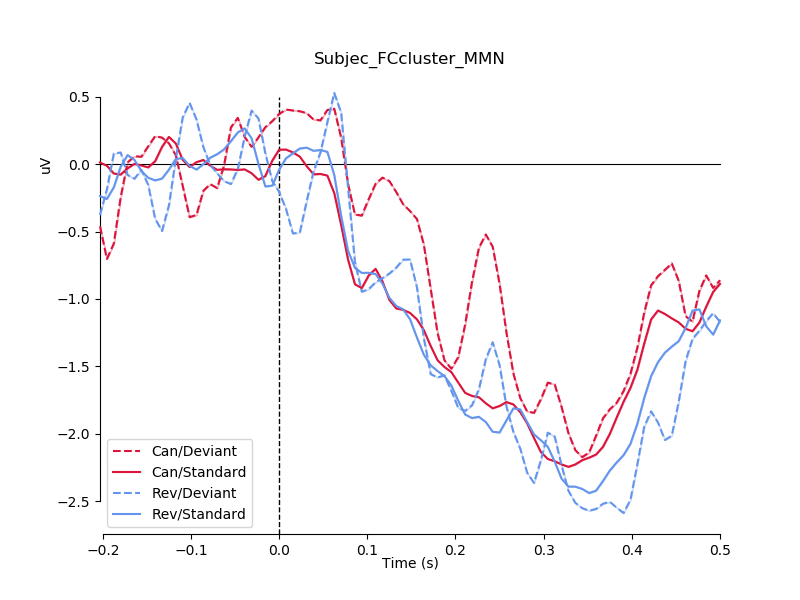 Subjec_FCcluster_MMN
uV
0.5
0.0
−0.5
−1.0
−1.5
−2.0
−2.5
Can/Deviant
Can/Standard
Rev/Deviant
Rev/Standard
−0.2 −0.1 0.0 0.1 0.2 0.3 0.4 0.5
Time (s)